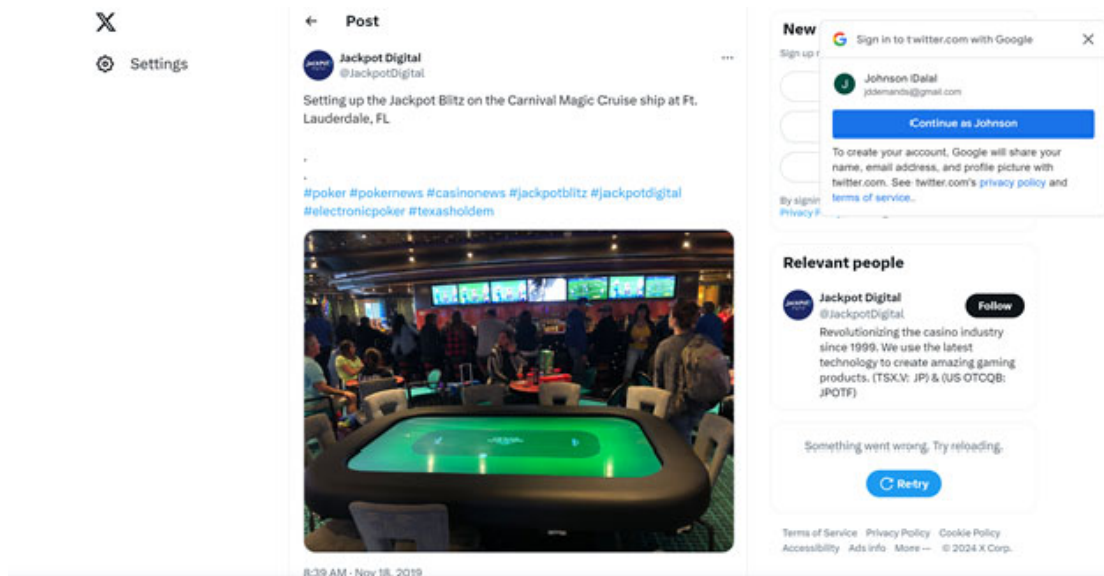 Settings
Post
Jackpot Digital
@JackpotDigital
Setting up the Jackpot Blitz on the Carnival Magic Cruise ship at Ft.
Lauderdale, FL
.
.
#poker #pokernews #casinonews #jackpotblitz #jackpotdigital
#electronicpoker #texasholdem
8:39 AM · Nov 18, 2019
New
Sign up
Sign in to twitter.com with Google
Johnson Dalal
jddemands@gmail.com
Continue as Johnson
To create your account, Google will share your
name, email address, and profile picture with
twitter.com. See twitter.com's privacy policy and
terms of service.
By signin
Privacy P
Relevant people
Jackpot Digital
@JackpotDigital
Follow
Revolutionizing the casino industry
since 1999. We use the latest
technology to create amazing gaming
products. (TSX.V: JP) & (US OTCQB:
JPOTF)
Something went wrong. Try reloading.
Retry
Terms of Service Privacy Policy Cookie Policy
Accessibility Ads info More ··· © 2024 X Corp.